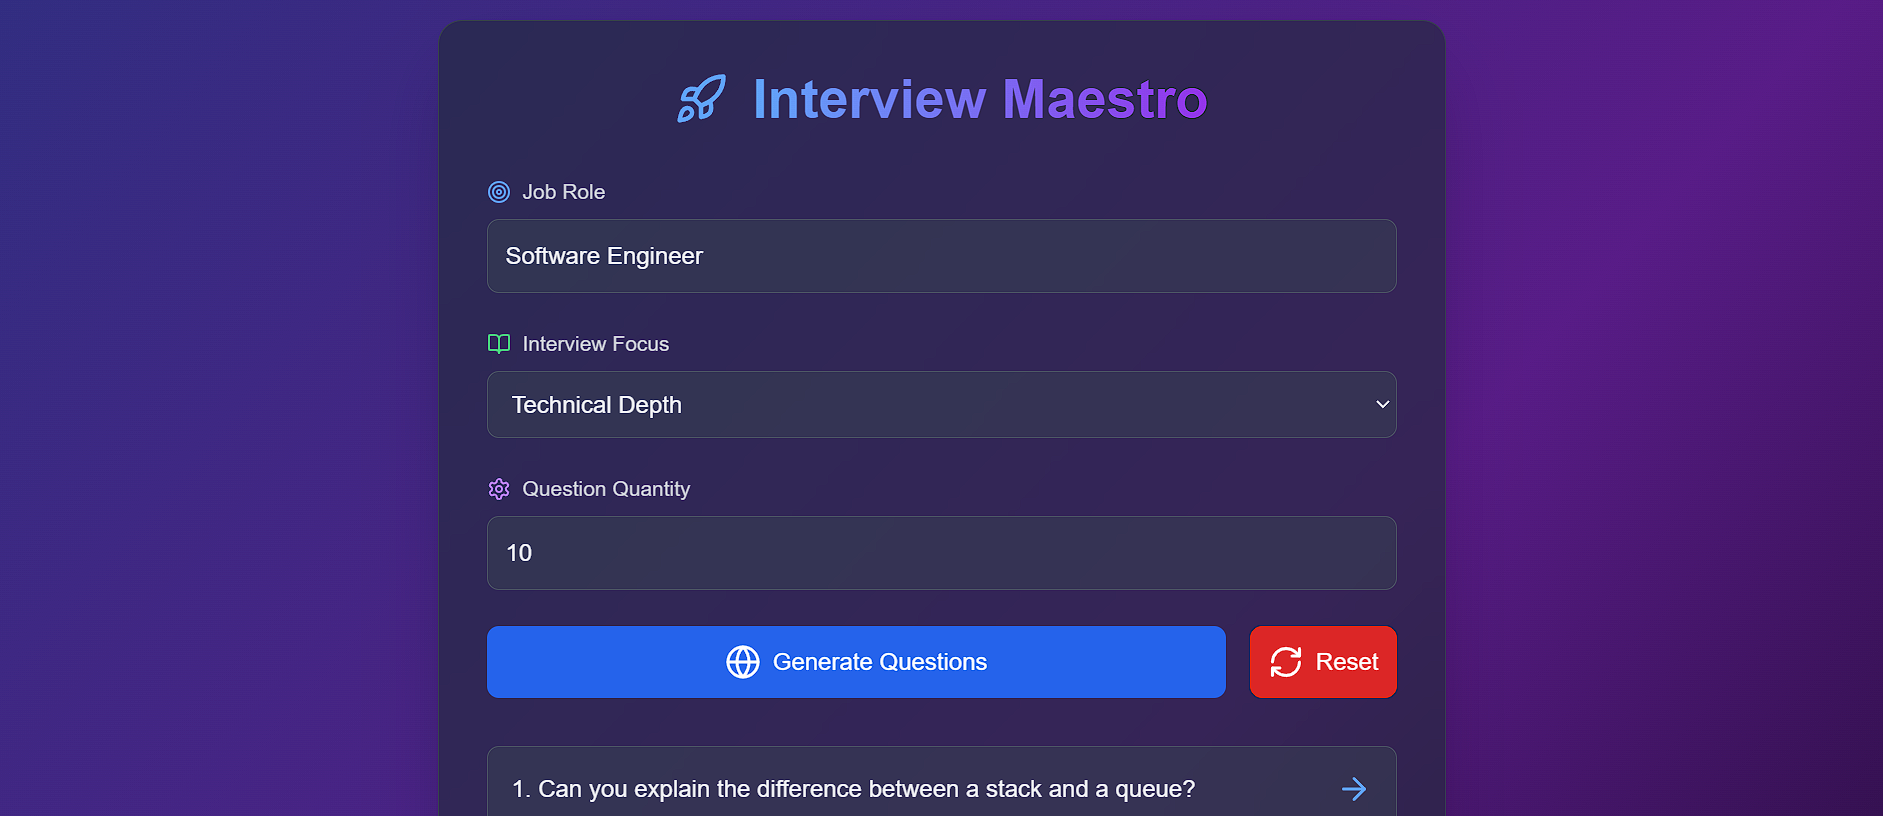 Interview Maestro
Job Role
Software Engineer
Interview Focus
Technical Depth
Question Quantity
10
Generate Questions
Reset
1. Can you explain the difference between a stack and a queue?